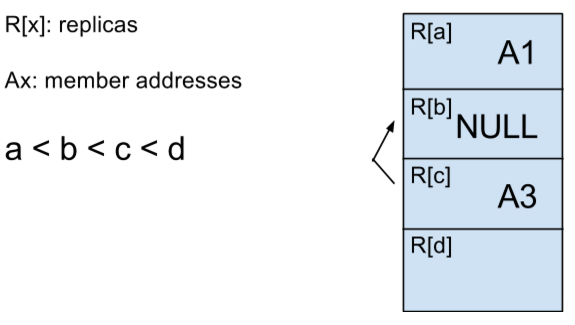 R[x]: replicas
Ax: member addresses
a < b < c < d
R[a]
A1
R[b]
NULL
R[c]
A3
R[d]